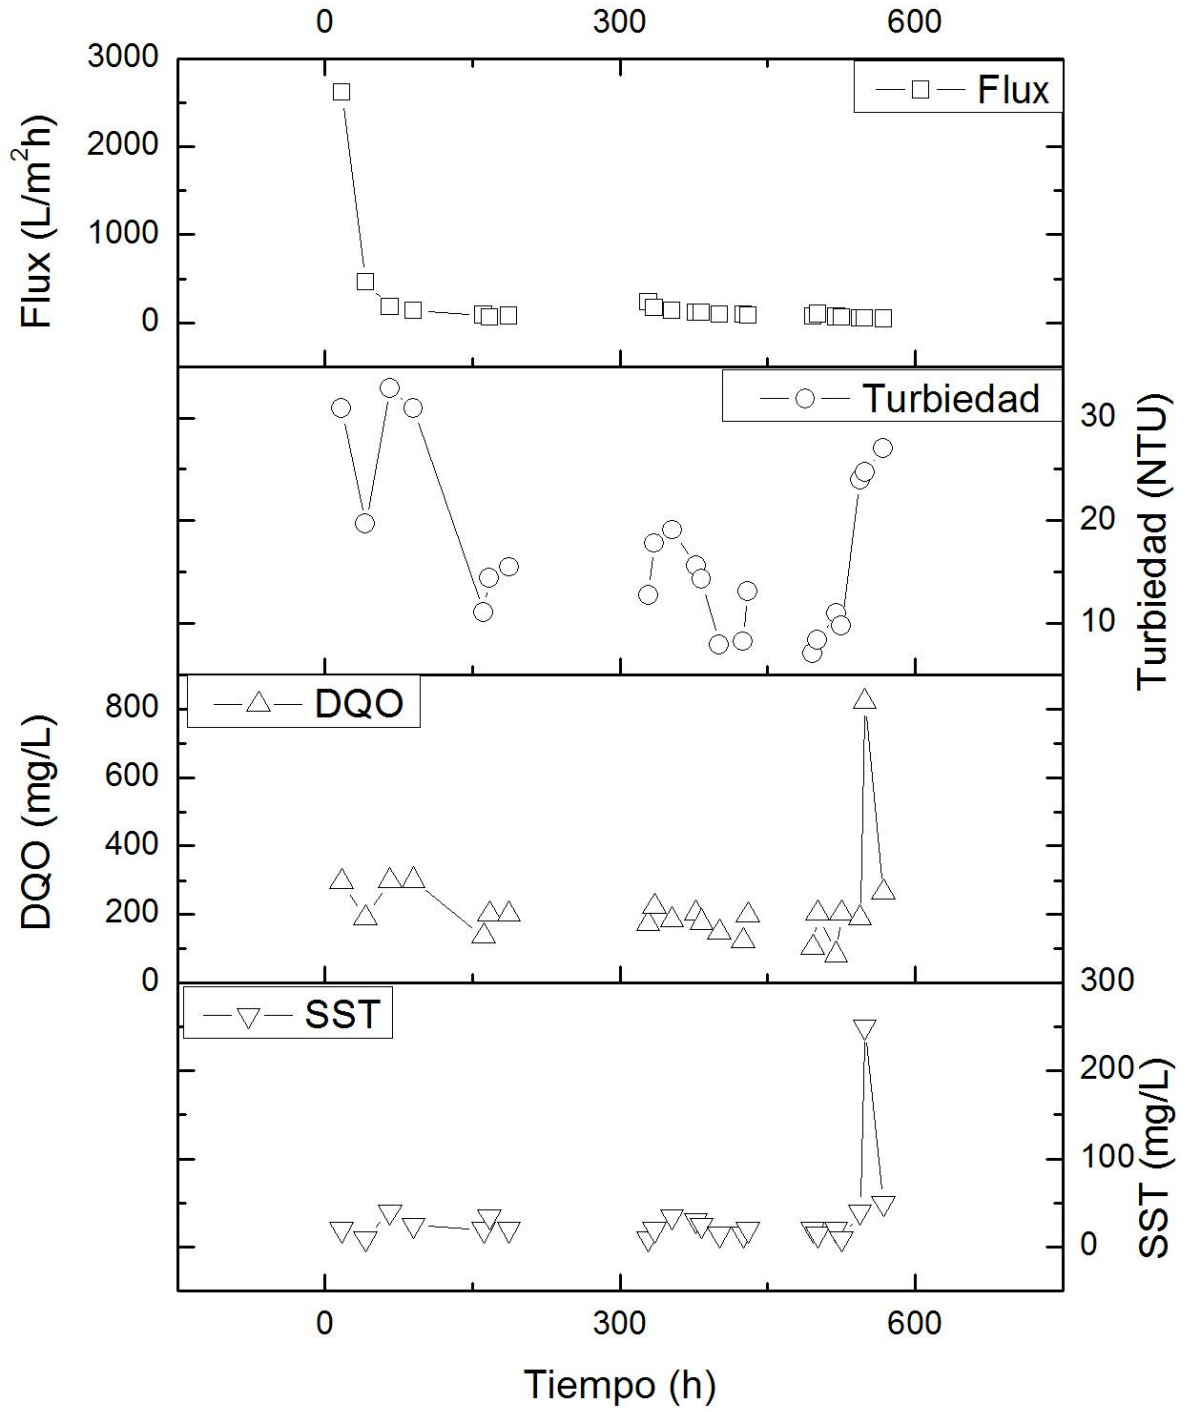 0 300 600
Flux (L/m²h)
3000
2000
1000
0
Flux
Turbiedad
30
20
10
Turbiedad (NTU)
DQO
DQO (mg/L)
800
600
400
200
0
SST
300
200
100
0
SST (mg/L)
0 300 600
Tiempo (h)